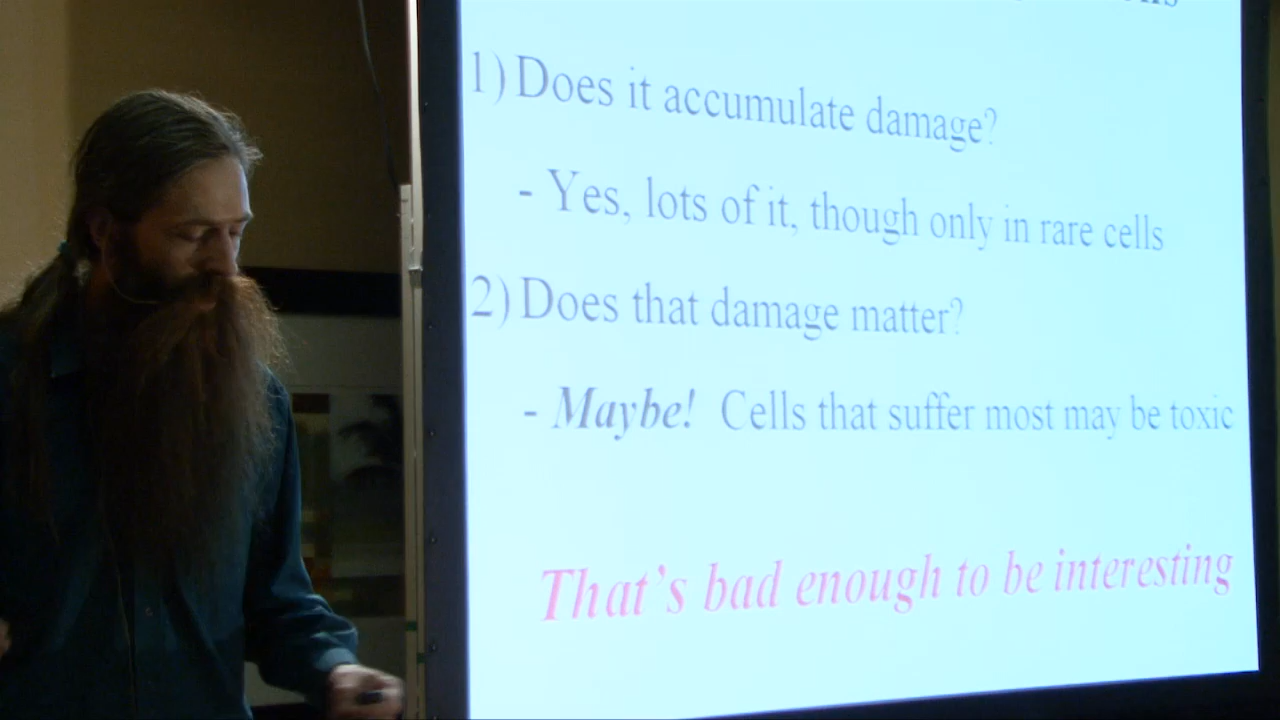 1) Does it accumulate damage?
- Yes, lots of it, though only in rare cells
2) Does that damage matter?
- Maybe! Cells that suffer most may be toxic
That's bad enough to be interesting